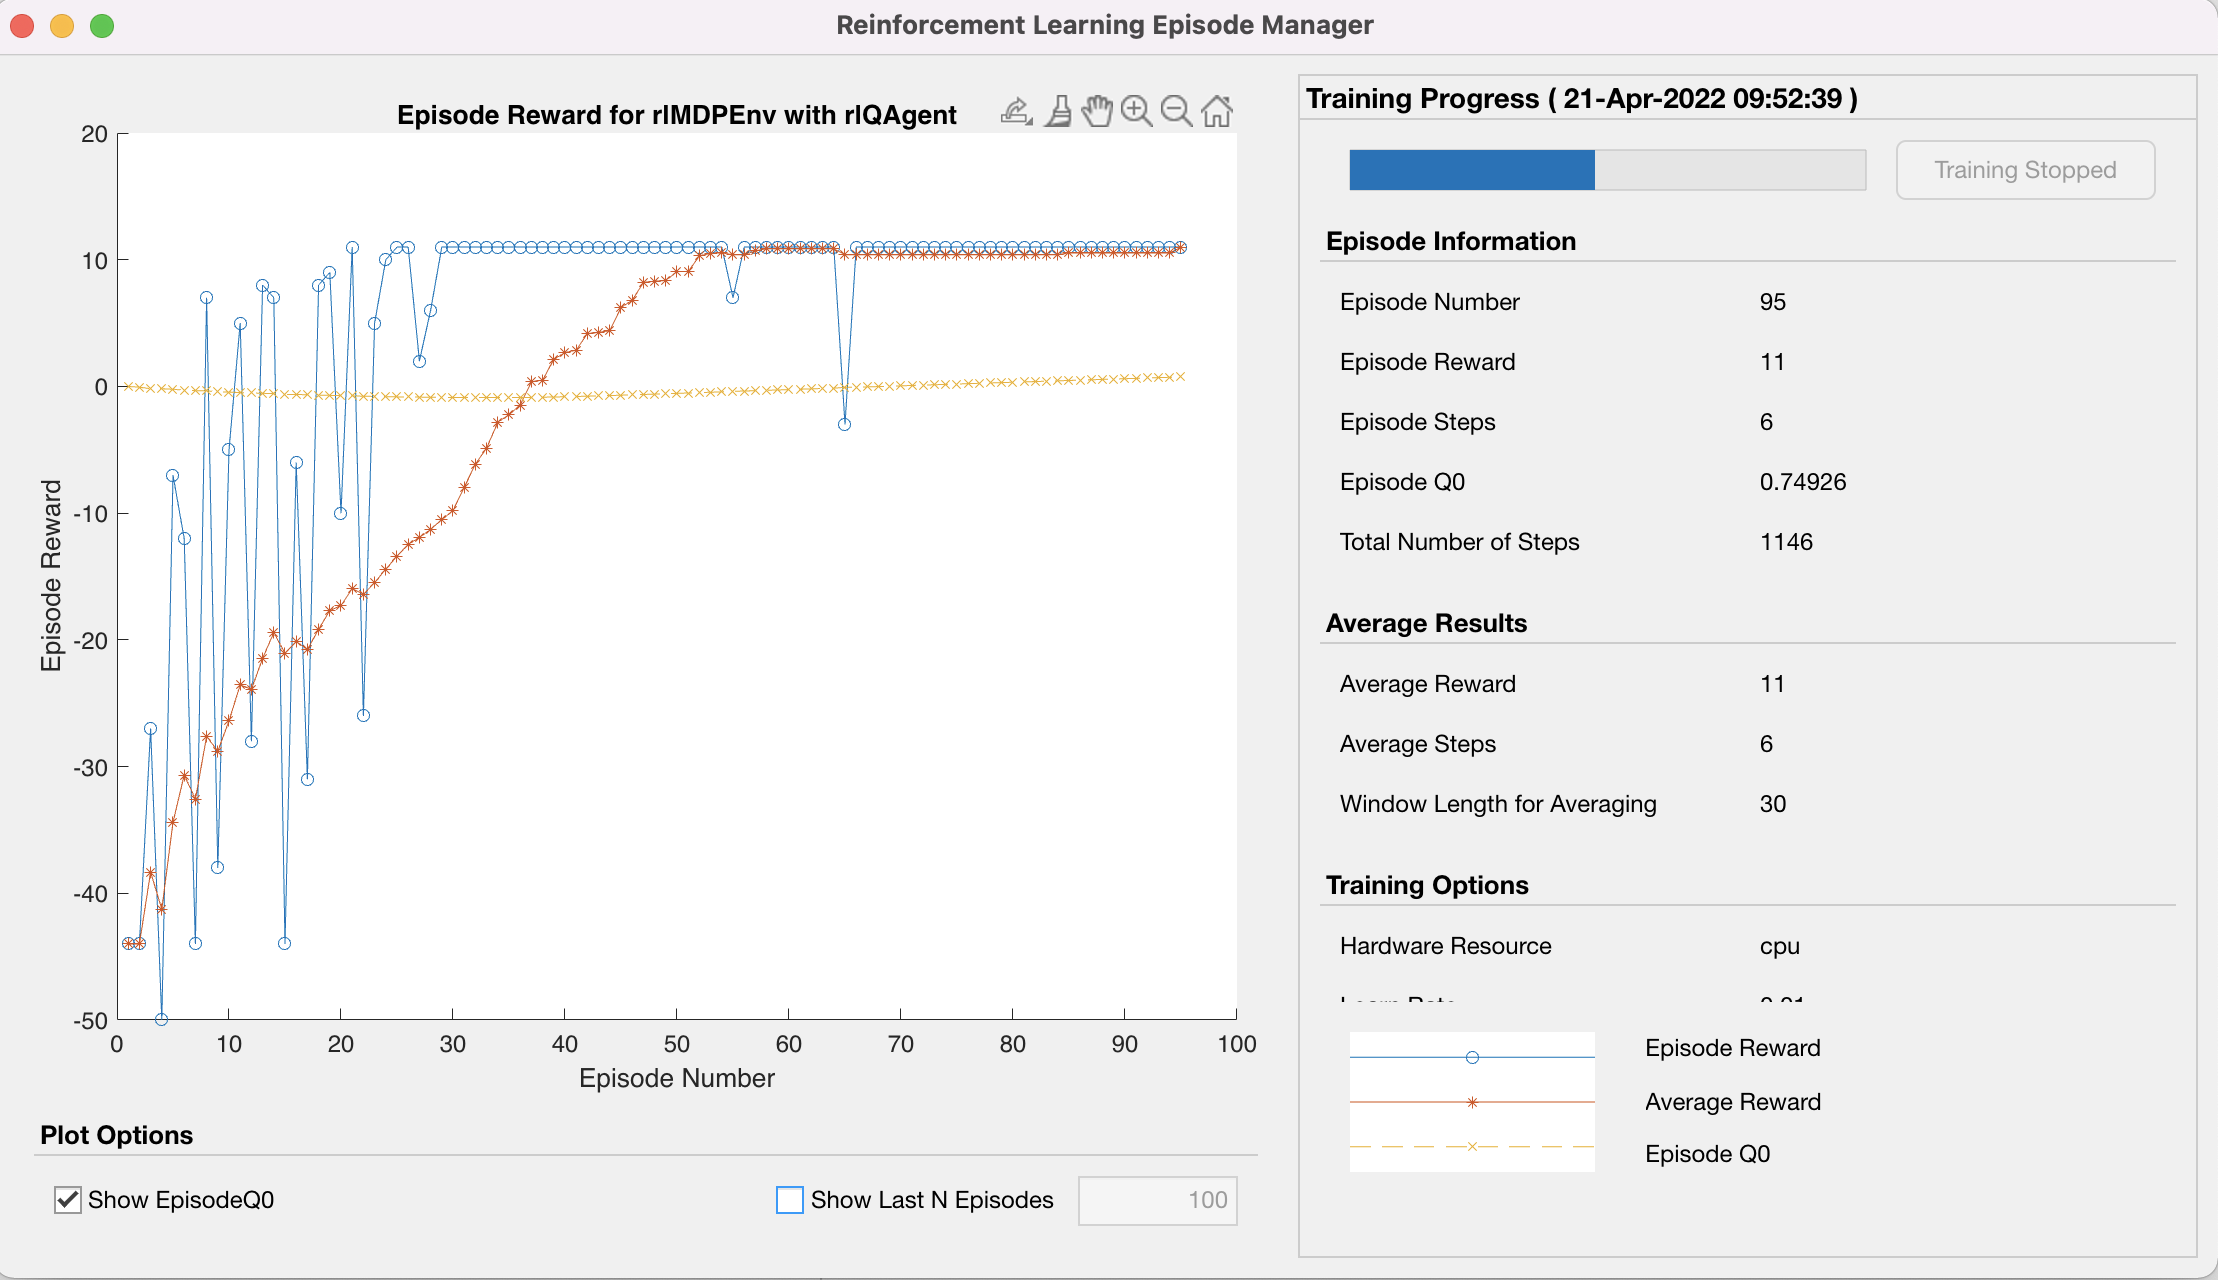 Reinforcement Learning Episode Manager
Episode Reward for rlMDPEnv with rlQAgent
20
10
0
-10
-20
-30
-40
-50
Episode Reward
0 10 20 30 40 50 60 70 80 90 100
Episode Number
Plot Options
Show EpisodeQ0
Show Last N Episodes 100
Training Progress ( 21-Apr-2022 09:52:39 )
Training Stopped
Episode Information
Episode Number 95
Episode Reward 11
Episode Steps 6
Episode Q0 0.74926
Total Number of Steps 1146
Average Results
Average Reward 11
Average Steps 6
Window Length for Averaging 30
Training Options
Hardware Resource cpu
Learn Rate 0.01
Episode Reward
Average Reward
Episode Q0